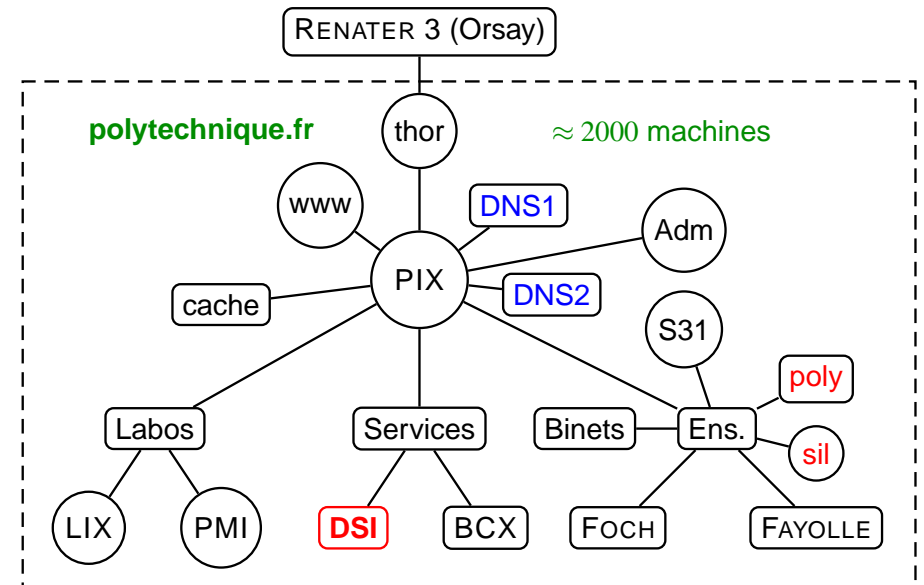 RENATER 3 (Orsay)
polytechnique.fr
thor
≈ 2000 machines
www
DNS1
Adm
PIX
DNS2
cache
S31
poly
Labos
Services
Binets
Ens.
sil
LIX
PMI
DSI
BCX
FOCH
FAYOLLE